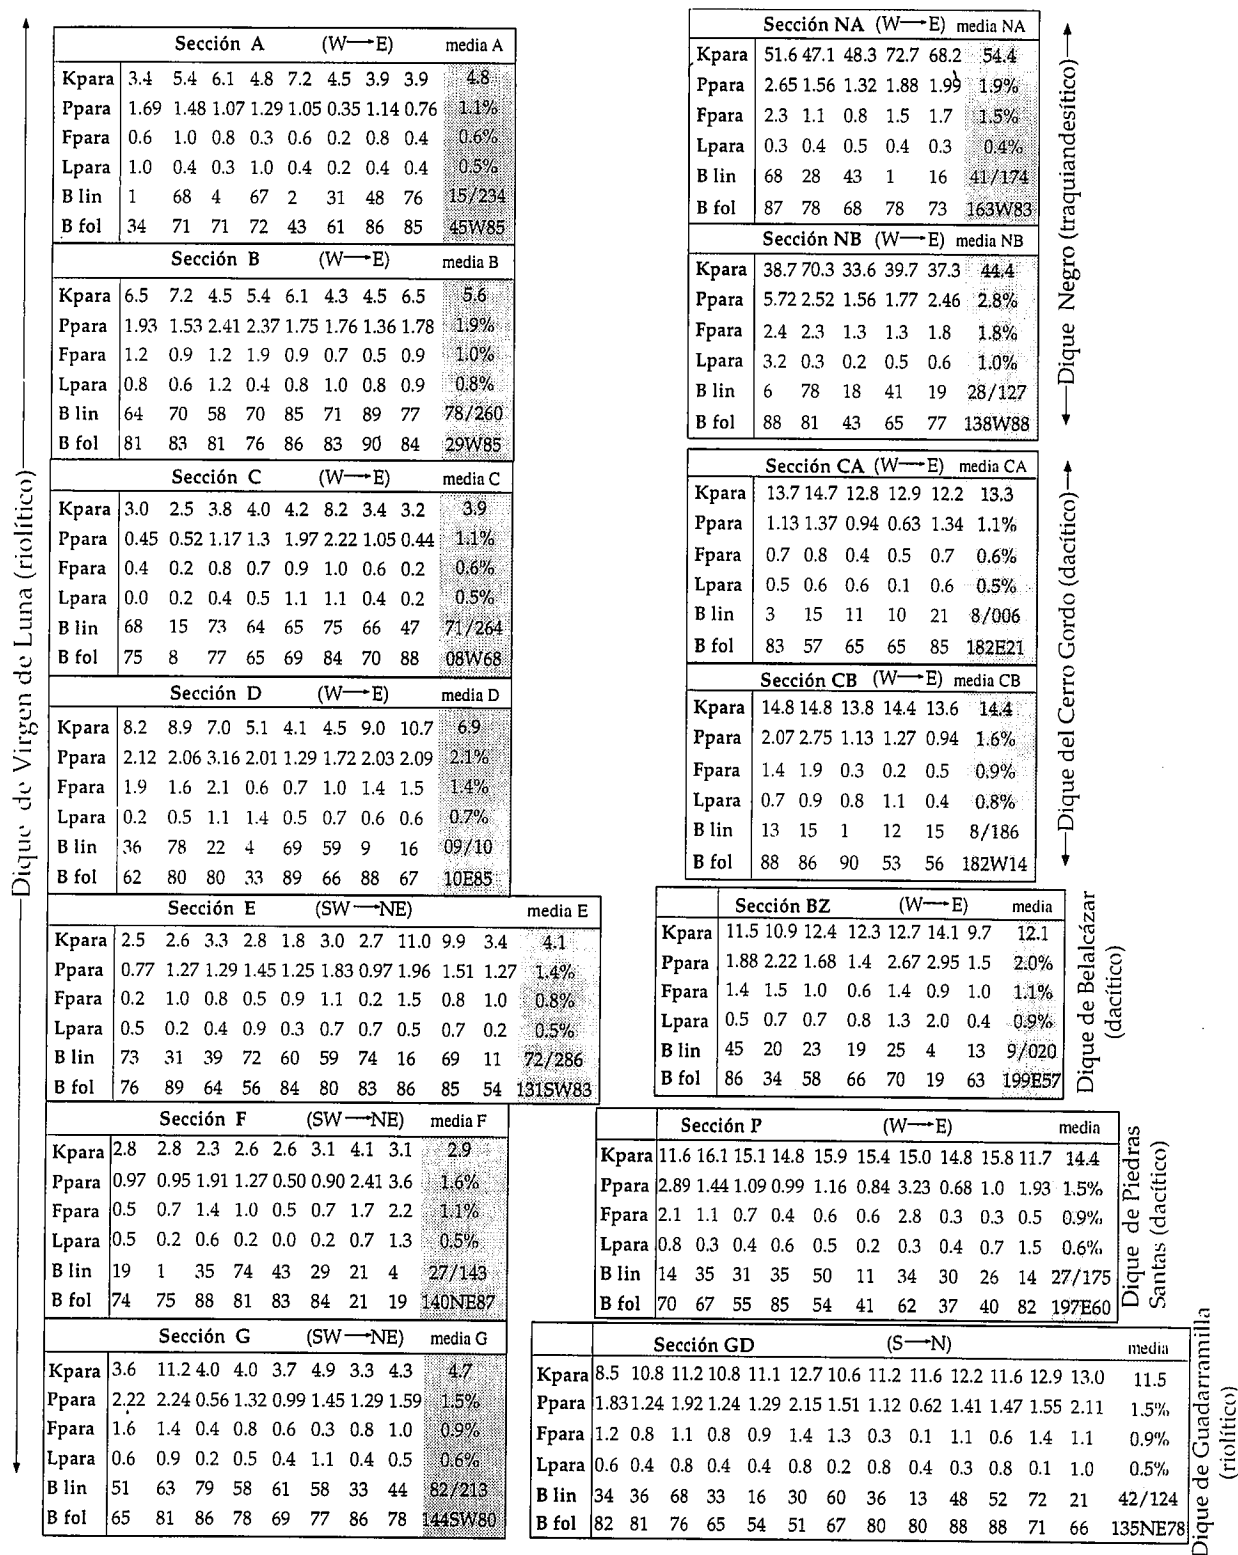 Dique de Virgen de Luna (riolítico)
Sección A (W→E) media A
Kpara 3.4 5.4 6.1 4.8 7.2 4.5 3.9 3.9 4.8
Ppara 1.69 1.48 1.07 1.29 1.05 0.35 1.14 0.76 1.1%
Fpara 0.6 1.0 0.8 0.3 0.6 0.2 0.8 0.4 0.6%
Lpara 1.0 0.4 0.3 1.0 0.4 0.2 0.4 0.4 0.5%
B lin 1 68 4 67 2 31 48 76 15/234
B fol 34 71 71 72 43 61 86 85 45W85
Sección B (W→E) media B
Kpara 6.5 7.2 4.5 5.4 6.1 4.3 4.5 6.5 5.6
Ppara 1.93 1.53 2.41 2.37 1.75 1.76 1.36 1.78 1.9%
Fpara 1.2 0.9 1.2 1.9 0.9 0.7 0.5 0.9 1.0%
Lpara 0.8 0.6 1.2 0.4 0.8 1.0 0.8 0.9 0.8%
B lin 64 70 58 70 85 71 89 77 78/260
B fol 81 83 81 76 86 83 90 84 29W85
Sección C (W→E) media C
Kpara 3.0 2.5 3.8 4.0 4.2 8.2 3.4 3.2 3.9
Ppara 0.45 0.52 1.17 1.3 1.97 2.22 1.05 0.44 1.1%
Fpara 0.4 0.2 0.8 0.7 0.9 1.0 0.6 0.2 0.6%
Lpara 0.0 0.2 0.4 0.5 1.1 1.1 0.4 0.2 0.5%
B lin 68 15 73 64 65 75 66 47 71/264
B fol 75 8 77 65 69 84 70 88 08W68
Sección D (W→E) media D
Kpara 8.2 8.9 7.0 5.1 4.1 4.5 9.0 10.7 6.9
Ppara 2.12 2.06 3.16 2.01 1.29 1.72 2.03 2.09 2.1%
Fpara 1.9 1.6 2.1 0.6 0.7 1.0 1.4 1.5 1.4%
Lpara 0.2 0.5 1.1 1.4 0.5 0.7 0.6 0.6 0.7%
B lin 36 78 22 4 69 59 9 16 09/10
B fol 62 80 80 33 89 66 88 67 10E85
Sección E (SW→NE) media E
Kpara 2.5 2.6 3.3 2.8 1.8 3.0 2.7 11.0 9.9 3.4 4.1
Ppara 0.77 1.27 1.29 1.45 1.25 1.83 0.97 1.96 1.51 1.27 1.4%
Fpara 0.2 1.0 0.8 0.5 0.9 1.1 0.2 1.5 0.8 1.0 0.8%
Lpara 0.5 0.2 0.4 0.9 0.3 0.7 0.7 0.5 0.7 0.2 0.5%
B lin 73 31 39 72 60 59 74 16 69 11 72/286
B fol 76 89 64 56 84 80 83 86 85 54 131SW83
Sección F (SW→NE) media F
Kpara 2.8 2.8 2.3 2.6 2.6 3.1 4.1 3.1 2.9
Ppara 0.97 0.95 1.91 1.27 0.50 0.90 2.41 3.6 1.6%
Fpara 0.5 0.7 1.4 1.0 0.5 0.7 1.7 2.2 1.1%
Lpara 0.5 0.2 0.6 0.2 0.0 0.2 0.7 1.3 0.5%
B lin 19 1 35 74 43 29 21 4 27/143
B fol 74 75 88 81 83 84 21 19 140NE87
Sección G (SW→NE) media G
Kpara 3.6 11.2 4.0 4.0 3.7 4.9 3.3 4.3 4.7
Ppara 2.22 2.24 0.56 1.32 0.99 1.45 1.29 1.59 1.5%
Fpara 1.6 1.4 0.4 0.8 0.6 0.3 0.8 1.0 0.9%
Lpara 0.6 0.9 0.2 0.5 0.4 1.1 0.4 0.5 0.6%
B lin 51 63 79 58 61 58 33 44 82/213
B fol 65 81 86 78 69 77 86 78 144SW80
Sección NA (W→E) media NA
Kpara 51.6 47.1 48.3 72.7 68.2 54.4
Ppara 2.65 1.56 1.32 1.88 1.99 1.9%
Fpara 2.3 1.1 0.8 1.5 1.7 1.5%
Lpara 0.3 0.4 0.5 0.4 0.3 0.4%
B lin 68 28 43 1 16 41/174
B fol 87 78 68 78 73 163W83
Sección NB (W→E) media NB
Kpara 38.7 70.3 33.6 39.7 37.3 44.4
Ppara 5.72 2.52 1.56 1.77 2.46 2.8%
Fpara 2.4 2.3 1.3 1.3 1.8 1.8%
Lpara 3.2 0.3 0.2 0.5 0.6 1.0%
B lin 6 78 18 41 19 28/127
B fol 88 81 43 65 77 138W88
Dique Negro (traquiandesítico)
Sección CA (W→E) media CA
Kpara 13.7 14.7 12.8 12.9 12.2 13.3
Ppara 1.13 1.37 0.94 0.63 1.34 1.1%
Fpara 0.7 0.8 0.4 0.5 0.7 0.6%
Lpara 0.5 0.6 0.6 0.1 0.6 0.5%
B lin 3 15 11 10 21 8/006
B fol 83 57 65 65 85 182E21
Sección CB (W→E) media CB
Kpara 14.8 14.8 13.8 14.4 13.6 14.4
Ppara 2.07 2.75 1.13 1.27 0.94 1.6%
Fpara 1.4 1.9 0.3 0.2 0.5 0.9%
Lpara 0.7 0.9 0.8 1.1 0.4 0.8%
B lin 13 15 1 12 15 8/186
B fol 88 86 90 53 56 182W14
Dique del Cerro Gordo (dacítico)
Sección BZ (W→E) media
Kpara 11.5 10.9 12.4 12.3 12.7 14.1 9.7 12.1
Ppara 1.88 2.22 1.68 1.4 2.67 2.95 1.5 2.0%
Fpara 1.4 1.5 1.0 0.6 1.4 0.9 1.0 1.1%
Lpara 0.5 0.7 0.7 0.8 1.3 2.0 0.4 0.9%
B lin 45 20 23 19 25 4 13 9/020
B fol 86 34 58 66 70 19 63 199E57
Dique de Belalcázar
(dacítico)
Sección P (W→E) media
Kpara 11.6 16.1 15.1 14.8 15.9 15.4 15.0 14.8 15.8 11.7 14.4
Ppara 2.89 1.44 1.09 0.99 1.16 0.84 3.23 0.68 1.0 1.93 1.5%
Fpara 2.1 1.1 0.7 0.4 0.6 0.6 2.8 0.3 0.3 0.5 0.9%
Lpara 0.8 0.3 0.4 0.6 0.5 0.2 0.3 0.4 0.7 1.5 0.6%
B lin 14 35 31 35 50 11 34 30 26 14 27/175
B fol 70 67 55 85 54 41 62 37 40 82 197E60
Dique de Piedras
Santas (dacítico)
Sección GD (S→N) media
Kpara 8.5 10.8 11.2 10.8 11.1 12.7 10.6 11.2 11.6 12.2 11.6 12.9 13.0 11.5
Ppara 1.83 1.24 1.92 1.24 1.29 2.15 1.51 1.12 0.62 1.41 1.47 1.55 2.11 1.5%
Fpara 1.2 0.8 1.1 0.8 0.9 1.4 1.3 0.3 0.1 1.1 0.6 1.4 1.1 0.9%
Lpara 0.6 0.4 0.8 0.4 0.4 0.8 0.2 0.8 0.4 0.3 0.8 0.1 1.0 0.5%
B lin 34 36 68 33 16 30 60 36 13 48 52 72 21 42/124
B fol 82 81 76 65 54 51 67 80 80 88 88 71 66 135NE78
Dique de Guadarramilla
(riolítico)